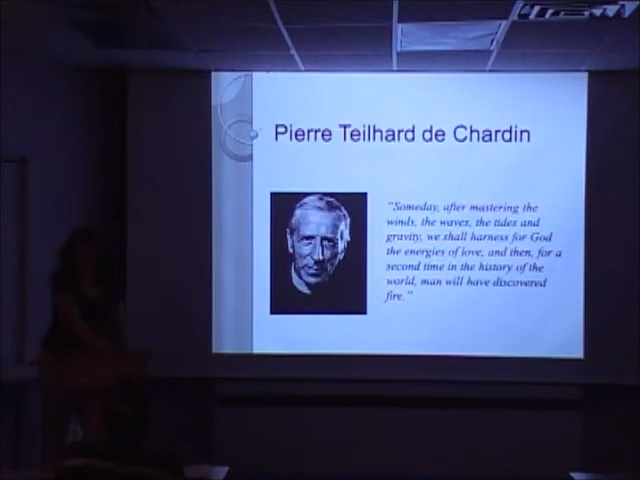 Pierre Teilhard de Chardin
"Someday, after mastering the
winds, the waves, the tides and
gravity, we shall harness for God
the energies of love, and then, for a
second time in the history of the
world, man will have discovered
fire."